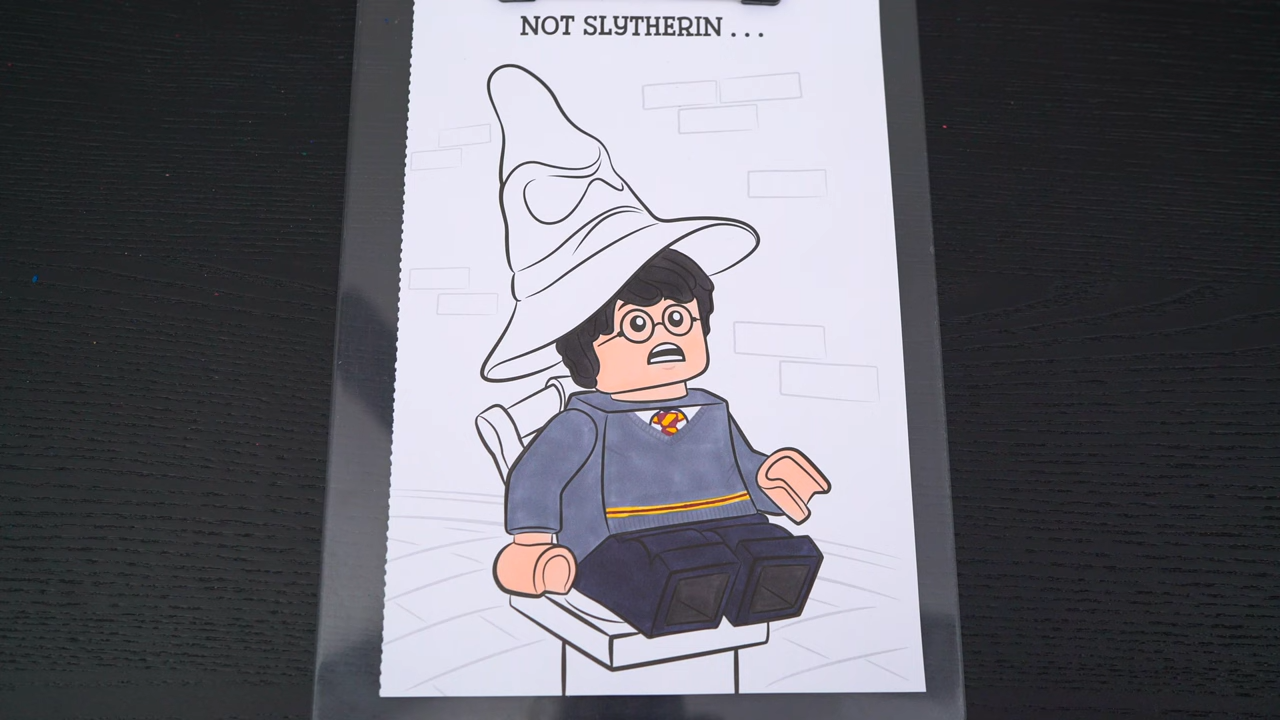 NOT SLYTHERIN . . .